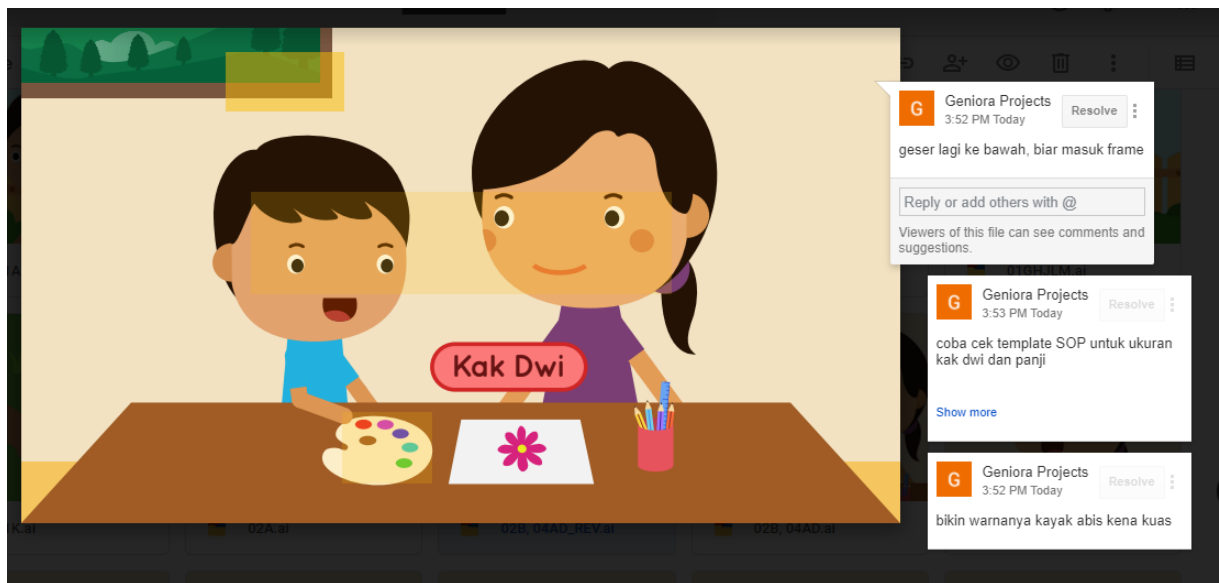 Kak Dwi
G
Geniora Projects
3:52 PM Today
Resolve
geser lagi ke bawah, biar masuk frame
Reply or add others with @
Viewers of this file can see comments and
suggestions.
01GHJLM.ai
G
Geniora Projects
3:53 PM Today
Resolve
coba cek template SOP untuk ukuran
kak dwi dan panji
Show more
G
Geniora Projects
3:52 PM Today
Resolve
bikin warnanya kayak abis kena kuas
K.ai
02A.ai
02B, 04AD_REV.ai
02B, 04AD.ai